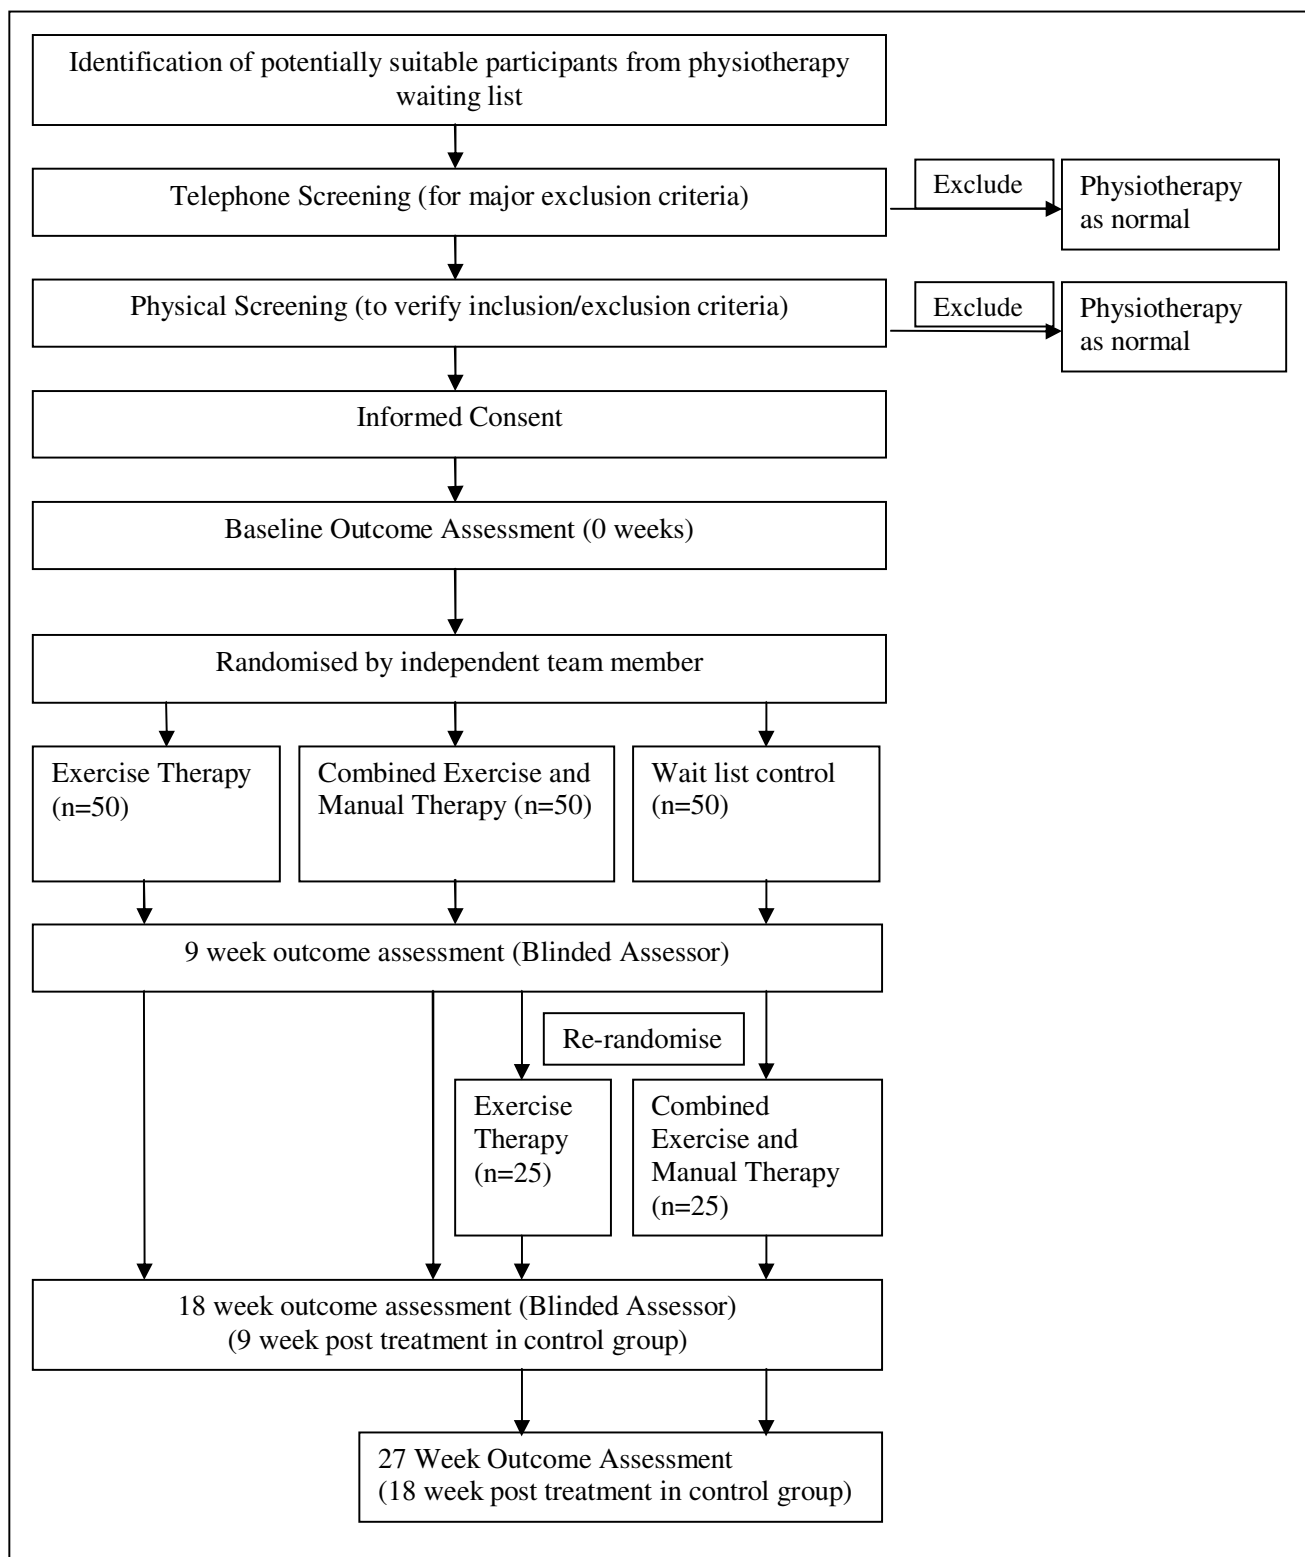 Identification of potentially suitable participants from physiotherapy
waiting list
Telephone Screening (for major exclusion criteria)
Exclude
Physiotherapy
as normal
Physical Screening (to verify inclusion/exclusion criteria)
Exclude
Physiotherapy
as normal
Informed Consent
Baseline Outcome Assessment (0 weeks)
Randomised by independent team member
Exercise Therapy
(n=50)
Combined Exercise and
Manual Therapy (n=50)
Wait list control
(n=50)
9 week outcome assessment (Blinded Assessor)
Re-randomise
Exercise
Therapy
(n=25)
Combined
Exercise and
Manual Therapy
(n=25)
18 week outcome assessment (Blinded Assessor)
(9 week post treatment in control group)
27 Week Outcome Assessment
(18 week post treatment in control group)